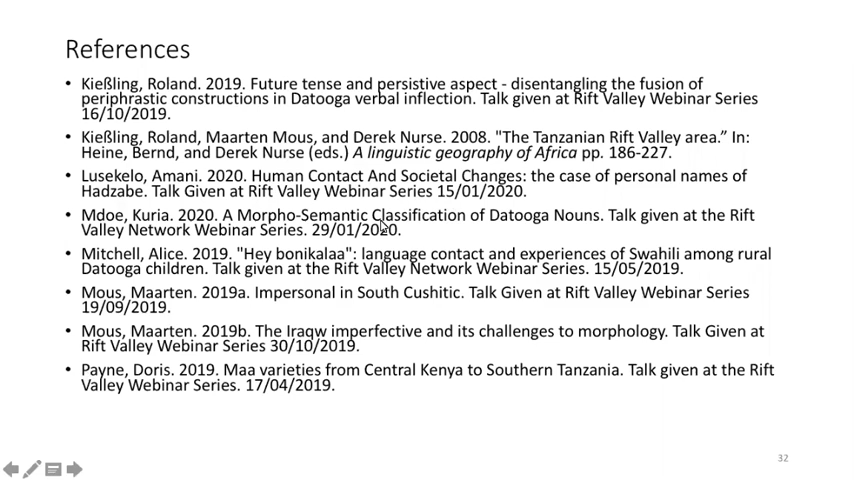 References
• Kießling, Roland. 2019. Future tense and persistive aspect - disentangling the fusion of
periphrastic constructions in Datooga verbal inflection. Talk given at Rift Valley Webinar Series
16/10/2019.
• Kießling, Roland, Maarten Mous, and Derek Nurse. 2008. "The Tanzanian Rift Valley area.” In:
Heine, Bernd, and Derek Nurse (eds.) A linguistic geography of Africa pp. 186-227.
• Lusekelo, Amani. 2020. Human Contact And Societal Changes: the case of personal names of
Hadzabe. Talk Given at Rift Valley Webinar Series 15/01/2020.
• Mdoe, Kuria. 2020. A Morpho-Semantic Classification of Datooga Nouns. Talk given at the Rift
Valley Network Webinar Series. 29/01/2020.
• Mitchell, Alice. 2019. "Hey bonikalaa": language contact and experiences of Swahili among rural
Datooga children. Talk given at the Rift Valley Network Webinar Series. 15/05/2019.
• Mous, Maarten. 2019a. Impersonal in South Cushitic. Talk Given at Rift Valley Webinar Series
19/09/2019.
• Mous, Maarten. 2019b. The Iraqw imperfective and its challenges to morphology. Talk Given at
Rift Valley Webinar Series 30/10/2019.
• Payne, Doris. 2019. Maa varieties from Central Kenya to Southern Tanzania. Talk given at the Rift
Valley Webinar Series. 17/04/2019.
32